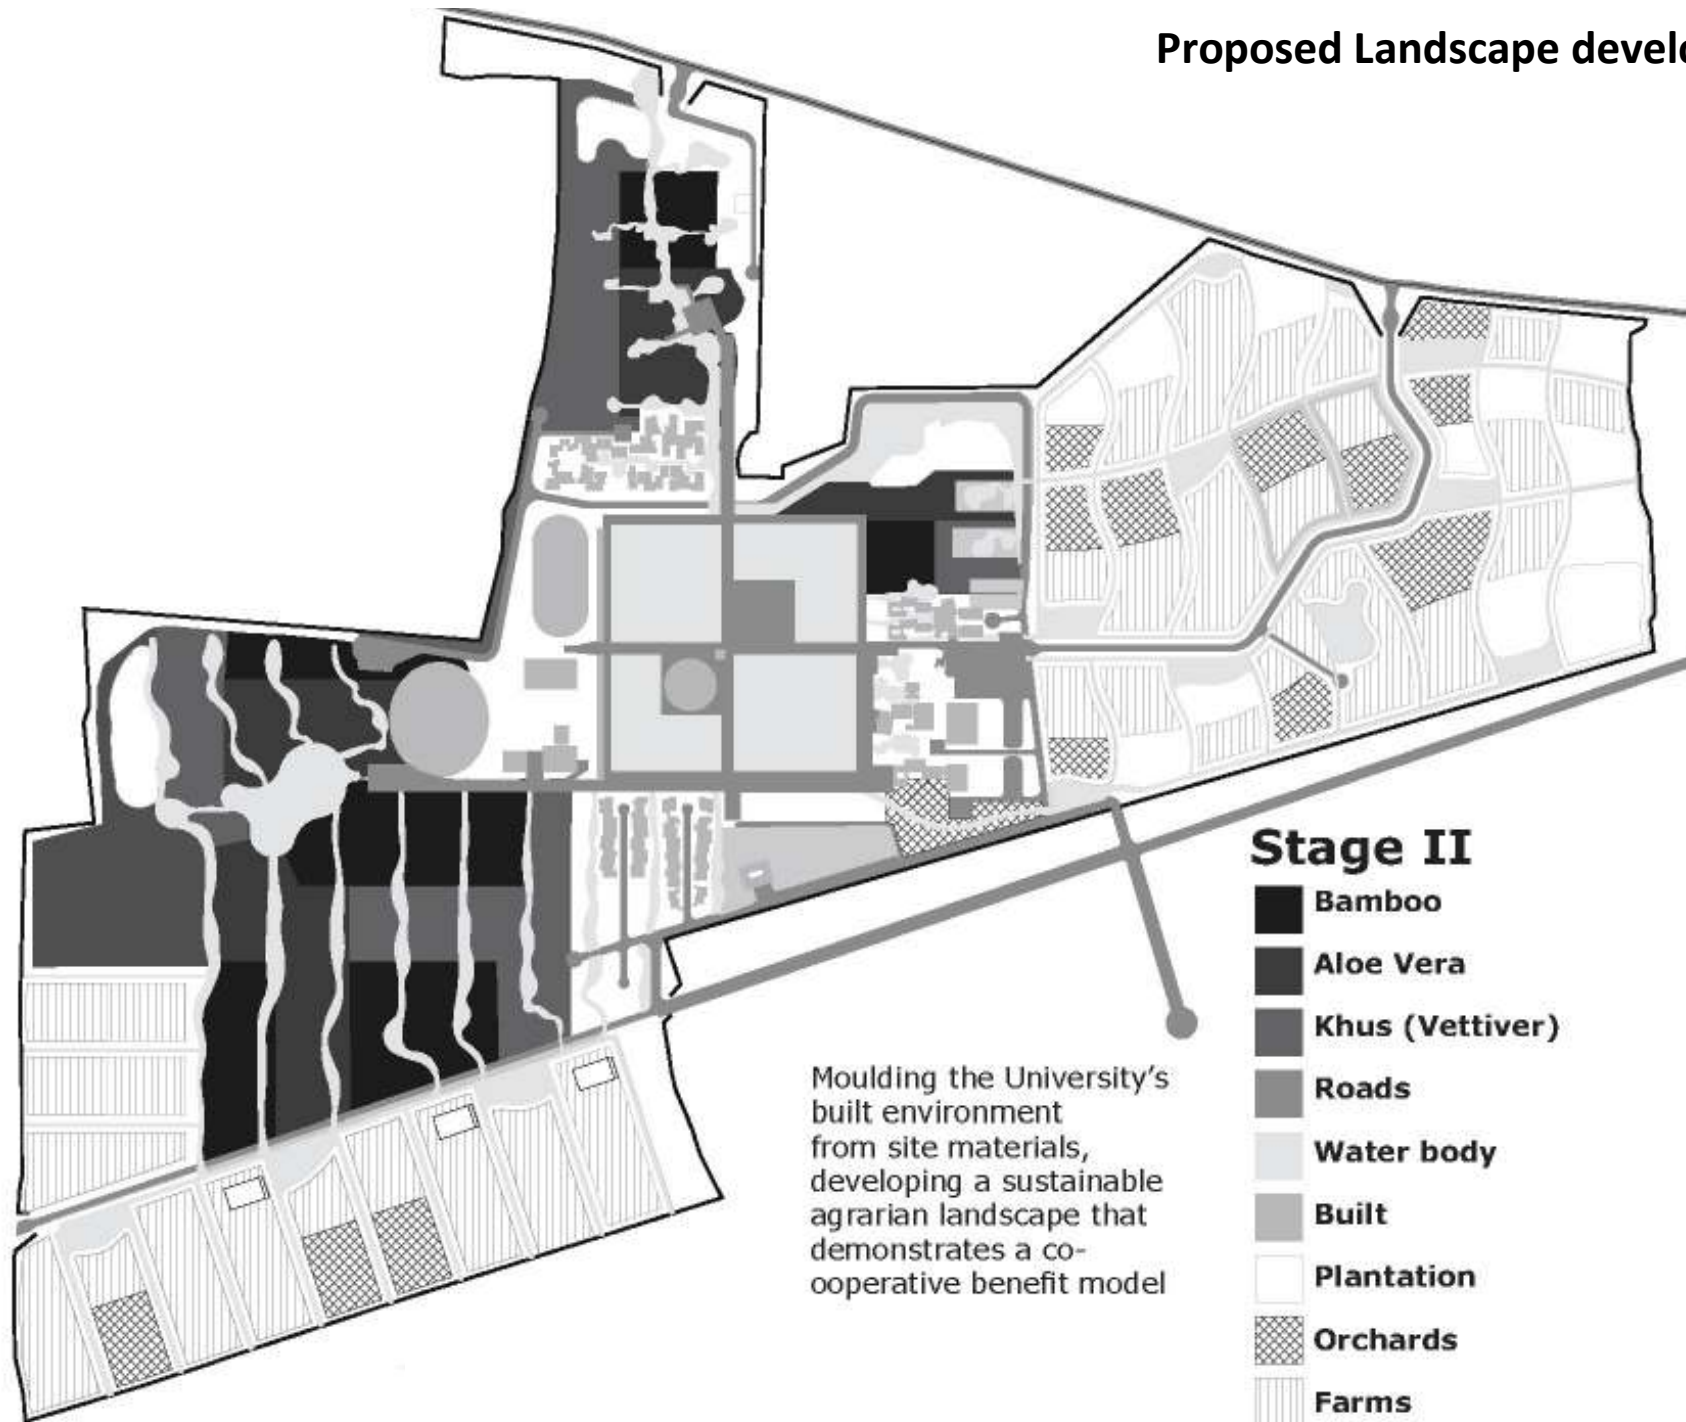 Proposed Landscape devel
Stage II
Bamboo
Aloe Vera
Khus (Vettiver)
Roads
Water body
Built
Plantation
Orchards
Farms
Moulding the University's
built environment
from site materials,
developing a sustainable
agrarian landscape that
demonstrates a co-
ooperative benefit model